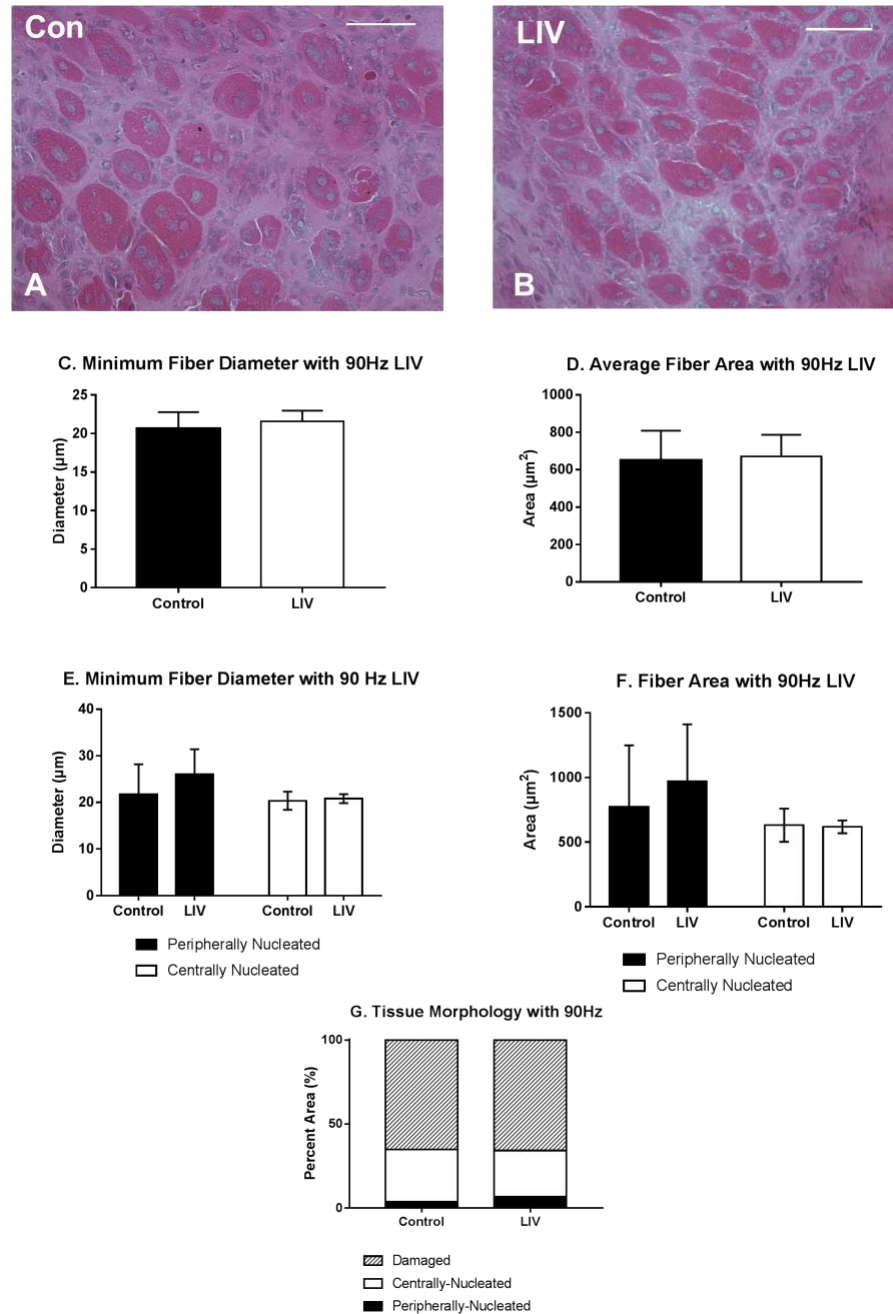 Con
A
LIV
B
C. Minimum Fiber Diameter with 90Hz LIV
Diameter (µm)
25
20
15
10
5
0
Control
LIV
D. Average Fiber Area with 90Hz LIV
Area (µm²)
1000
800
600
400
200
0
Control
LIV
E. Minimum Fiber Diameter with 90 Hz LIV
Diameter (µm)
40
30
20
10
0
Control
LIV
Control
LIV
Peripherally Nucleated
Centrally Nucleated
F. Fiber Area with 90Hz LIV
Area (µm²)
1500
1000
500
0
Control
LIV
Control
LIV
Peripherally Nucleated
Centrally Nucleated
G. Tissue Morphology with 90Hz
Percent Area (%)
100
50
0
Control
LIV
Damaged
Centrally-Nucleated
Peripherally-Nucleated